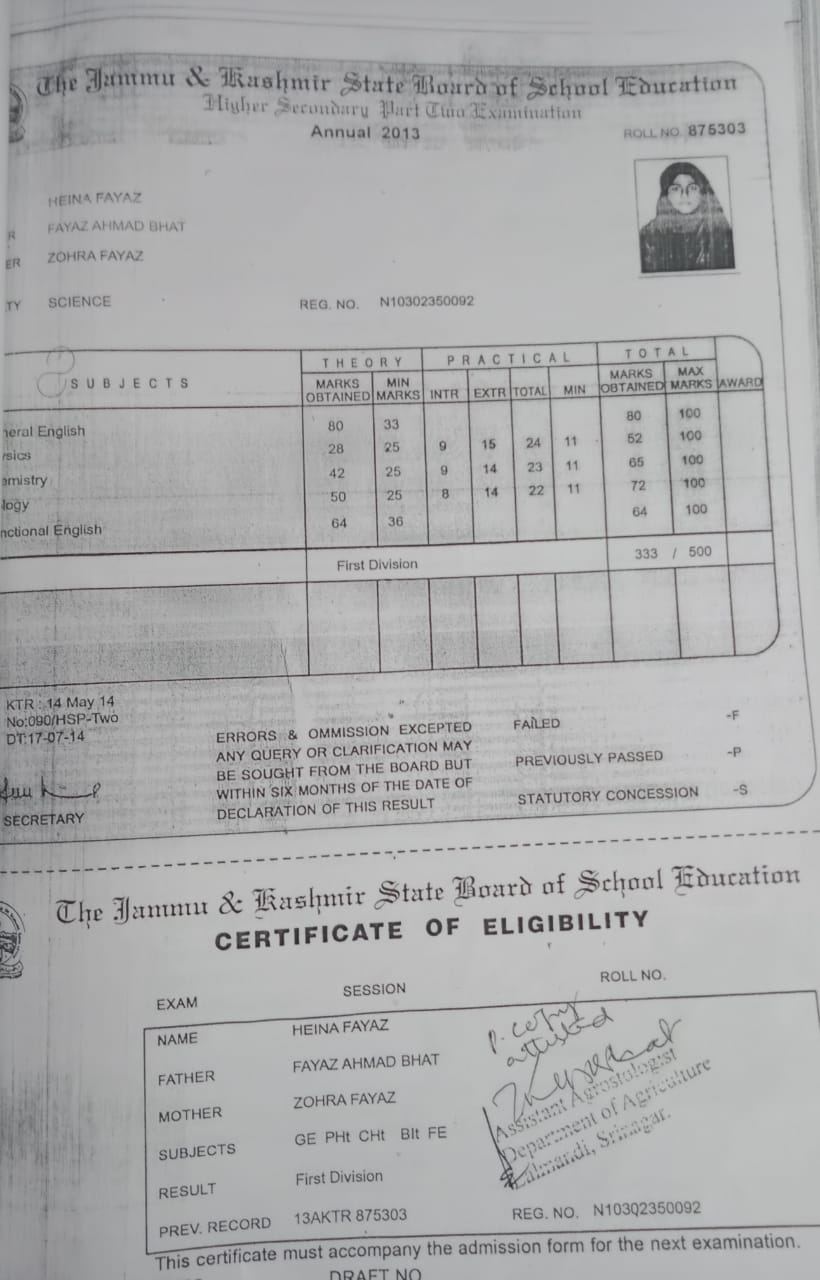 The Jammu & Kashmir State Board of School Education
Higher Secondary Part Two Examination
Annual 2013
ROLL NO. 875303
HEINA FAYAZ
R FAYAZ AHMAD BHAT
ER ZOHRA FAYAZ
TY SCIENCE REG. NO. N10302350092
SUBJECTS THEORY PRACTICAL TOTAL
MARKS OBTAINED MIN MARKS INTR EXTR TOTAL MIN MARKS OBTAINED MAX MARKS AWARD
neral English 80 33 80 100
sics 28 25 9 15 24 11 52 100
emistry 42 25 9 14 23 11 65 100
logy 50 25 8 14 22 11 72 100
nctional English 64 36 64 100
First Division 333 / 500
KTR : 14 May 14
No:090/HSP-Two
DT:17-07-14
SECRETARY
ERRORS & OMMISSION EXCEPTED
ANY QUERY OR CLARIFICATION MAY
BE SOUGHT FROM THE BOARD BUT
WITHIN SIX MONTHS OF THE DATE OF
DECLARATION OF THIS RESULT
FAILED -F
PREVIOUSLY PASSED -P
STATUTORY CONCESSION -S
The Jammu & Kashmir State Board of School Education
CERTIFICATE OF ELIGIBILITY
EXAM SESSION ROLL NO.
NAME HEINA FAYAZ
FATHER FAYAZ AHMAD BHAT
MOTHER ZOHRA FAYAZ
SUBJECTS GE PHt CHt BIt FE
RESULT First Division
PREV. RECORD 13AKTR 875303 REG. NO. N10302350092
P. copy
attested
Assistant Agrostologist
Department of Agriculture
Lalmandi, Srinagar.
This certificate must accompany the admission form for the next examination.
DRAFT NO